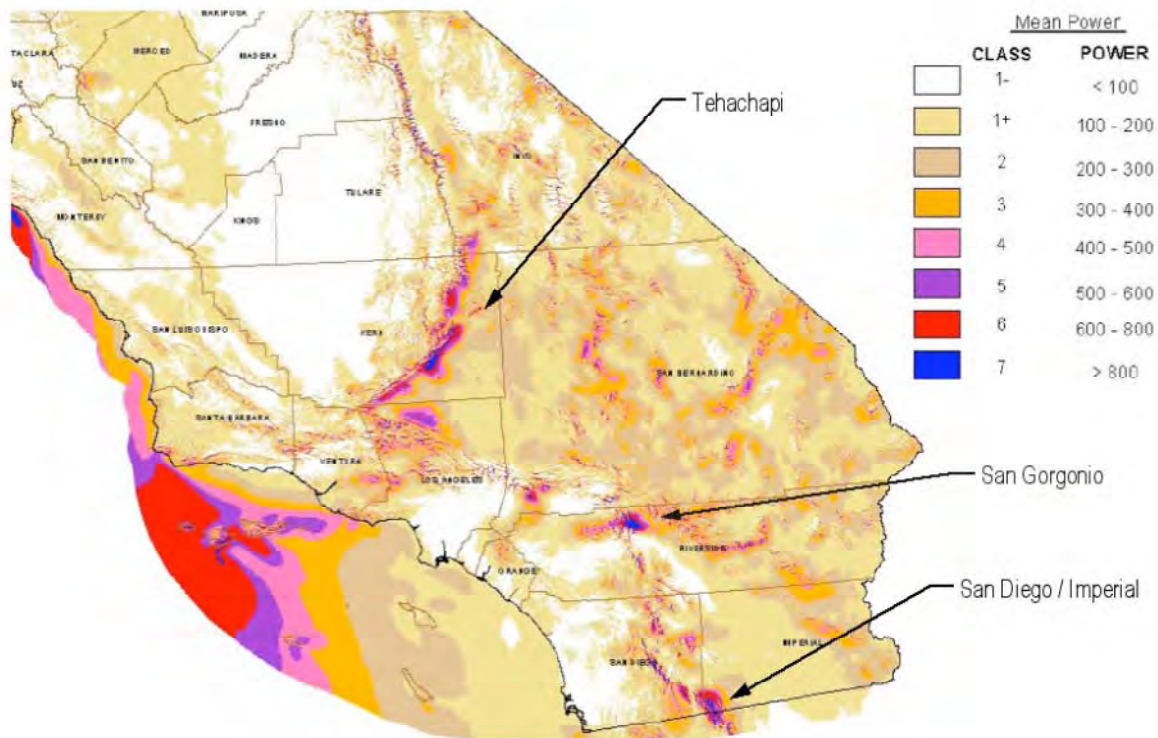 MARIPOSA
Mean Power
CLASS POWER
1- < 100
1+ 100 - 200
2 200 - 300
3 300 - 400
4 400 - 500
5 500 - 600
6 600 - 800
7 > 800
TACLARA
MERCED
MADERA
Tehachapi
FRESNO
SAN BENITO
INYO
TULARE
KINGS
MONTEREY
SAN LUIS OBISPO
KERN
SAN BERNARDINO
SANTA BARBARA
VENTURA
LOS ANGELES
San Gorgonio
RIVERSIDE
ORANGE
San Diego / Imperial
IMPERIAL
SAN DIEGO